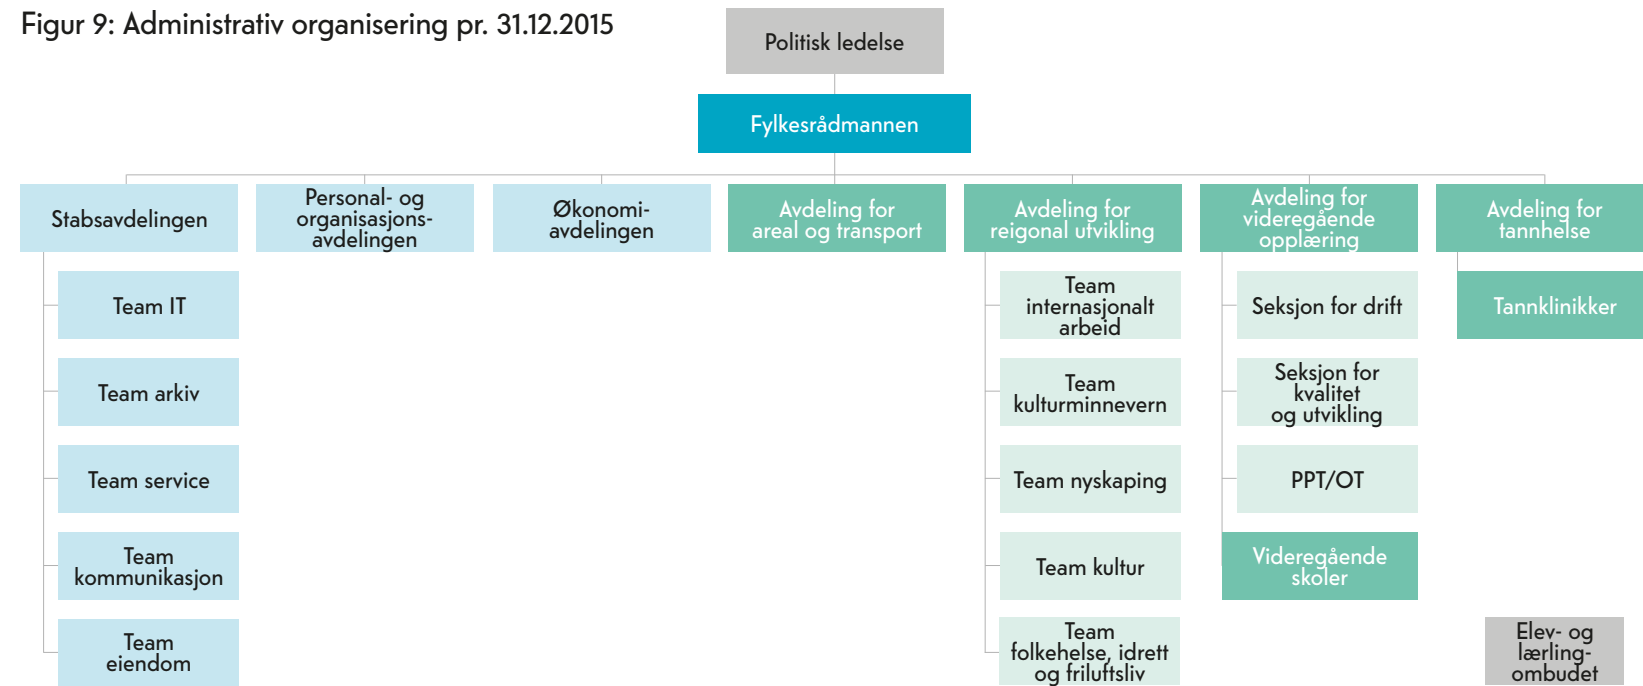 Figur 9: Administrativ organisering pr. 31.12.2015
Politisk ledelse
Fylkesrådmannen
Stabsavdelingen
Personal- og
organisasjons-
avdelingen
Økonomi-
avdelingen
Avdeling for
areal og transport
Avdeling for
reigonal utvikling
Avdeling for
videregående
opplæring
Avdeling for
tannhelse
Team IT
Team arkiv
Team service
Team
kommunikasjon
Team
eiendom
Team
internasjonalt
arbeid
Team
kulturminnevern
Team nyskaping
Team kultur
Team
folkehelse, idrett
og friluftsliv
Seksjon for drift
Seksjon for
kvalitet
og utvikling
PPT/OT
Videregående
skoler
Tannklinikker
Elev- og
lærling-
ombudet